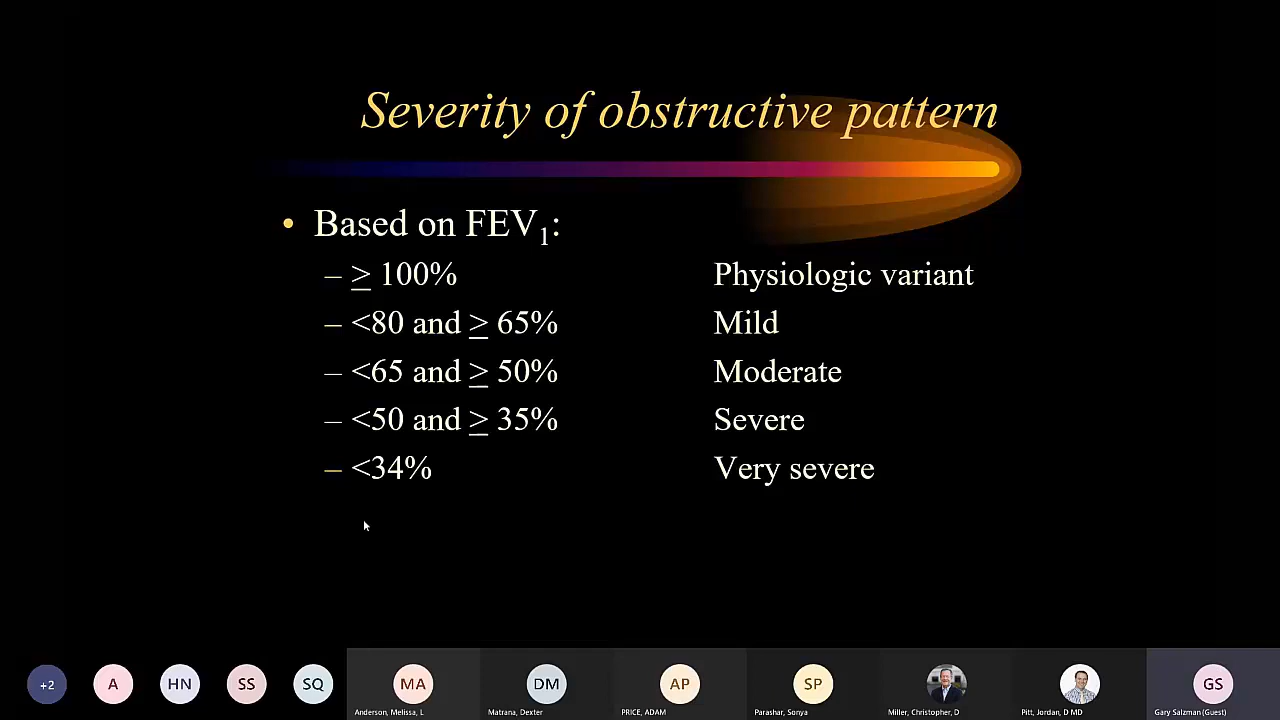 Severity of obstructive pattern
• Based on FEV1:
– ≥ 100% Physiologic variant
– <80 and ≥ 65% Mild
– <65 and ≥ 50% Moderate
– <50 and ≥ 35% Severe
– <34% Very severe
+2 A HN SS SQ MA DM AP SP GS
Anderson, Melissa, L Matrana, Dexter PRICE, ADAM Parashar, Sonya Miller, Christopher, D Pitt, Jordan, D MD Gary Salzman (Guest)